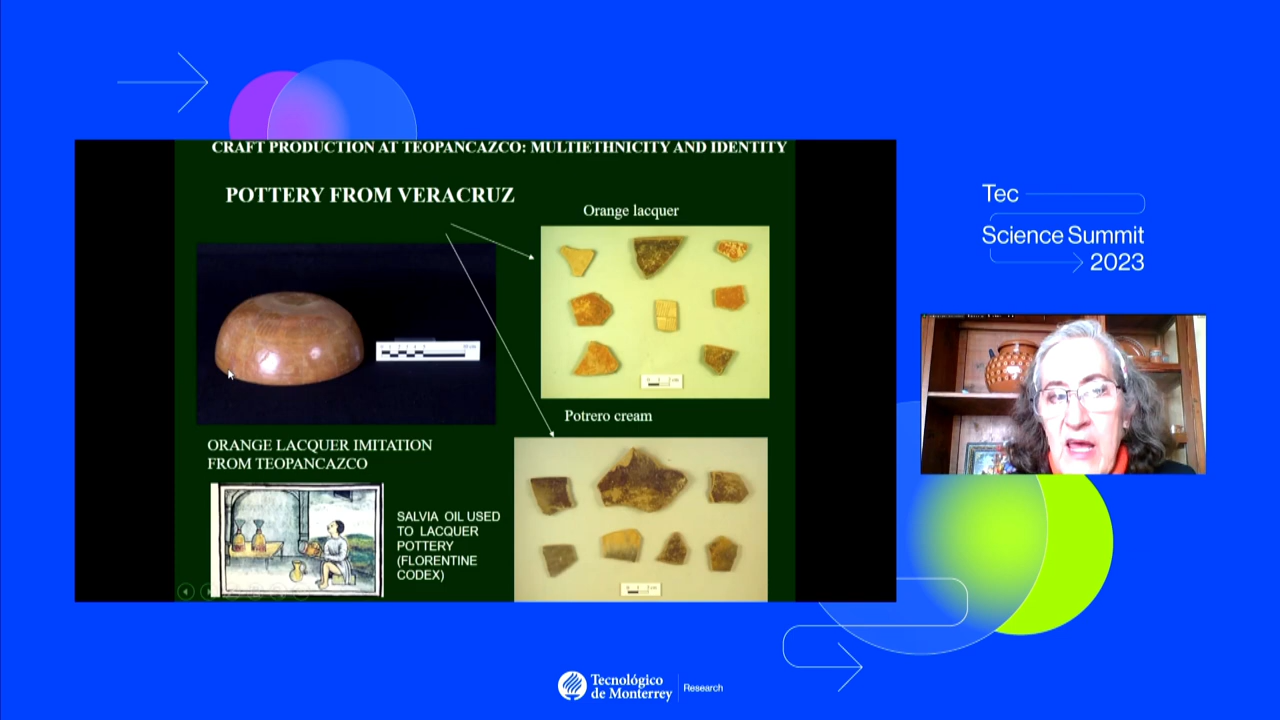 CRAFT PRODUCTION AT TEOPANCAZCO: MULTIETHNICITY AND IDENTITY
POTTERY FROM VERACRUZ
Orange lacquer
Potrero cream
ORANGE LACQUER IMITATION
FROM TEOPANCAZCO
SALVIA OIL USED
TO LACQUER
POTTERY
(FLORENTINE
CODEX)
Tec
Science Summit
2023
Tecnológico
de Monterrey
Research